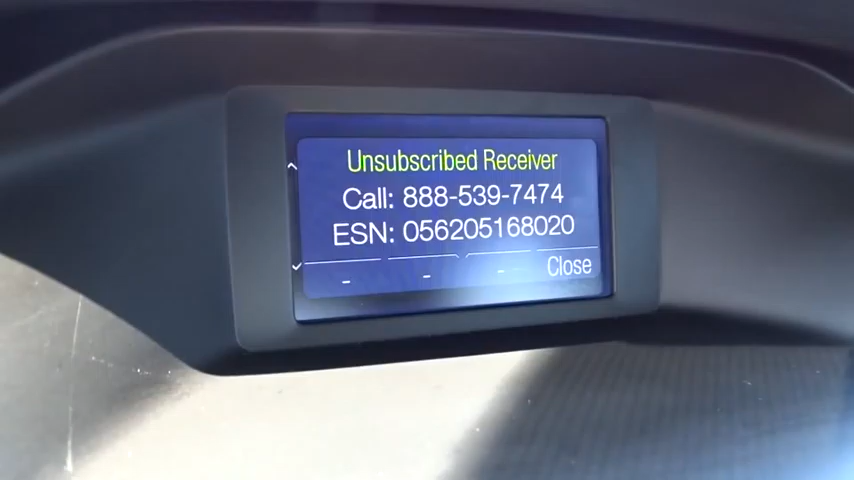 Unsubscribed Receiver
Call: 888-539-7474
ESN: 056205168020
- - - Close